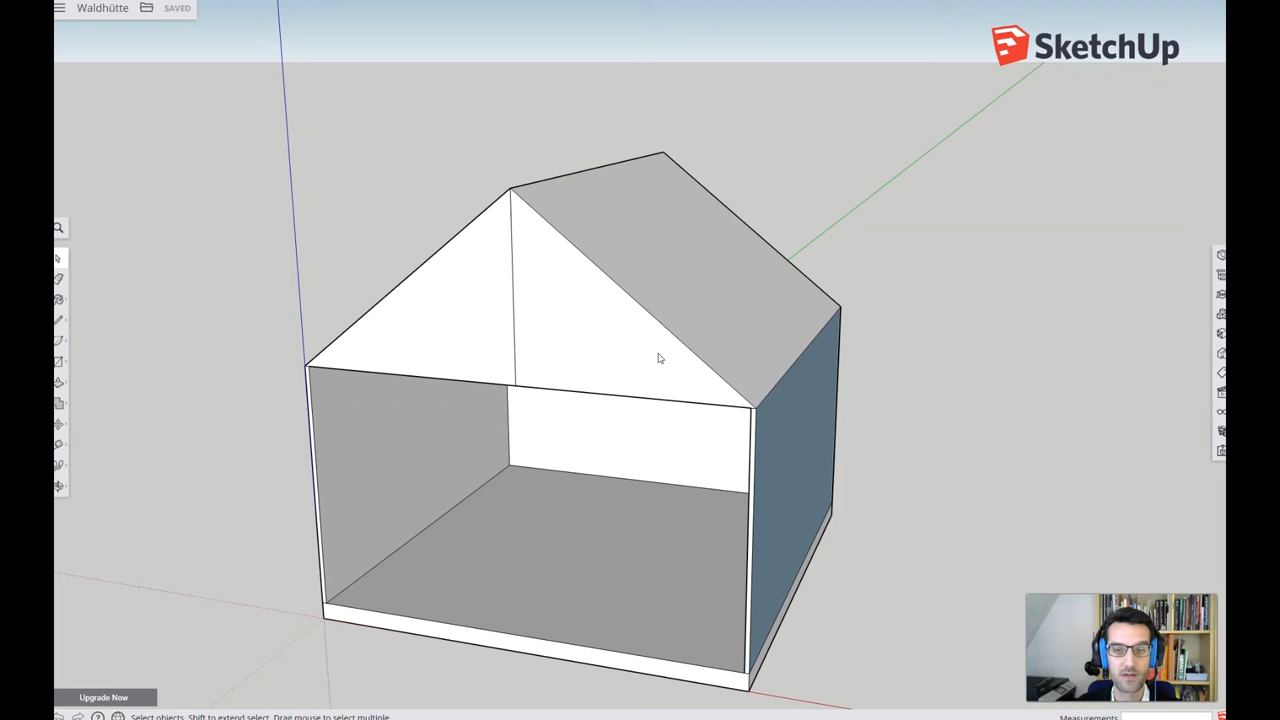 Waldhütte SAVED
SketchUp
Upgrade Now
Select objects. Shift to extend select. Drag mouse to select multiple.
Measurements